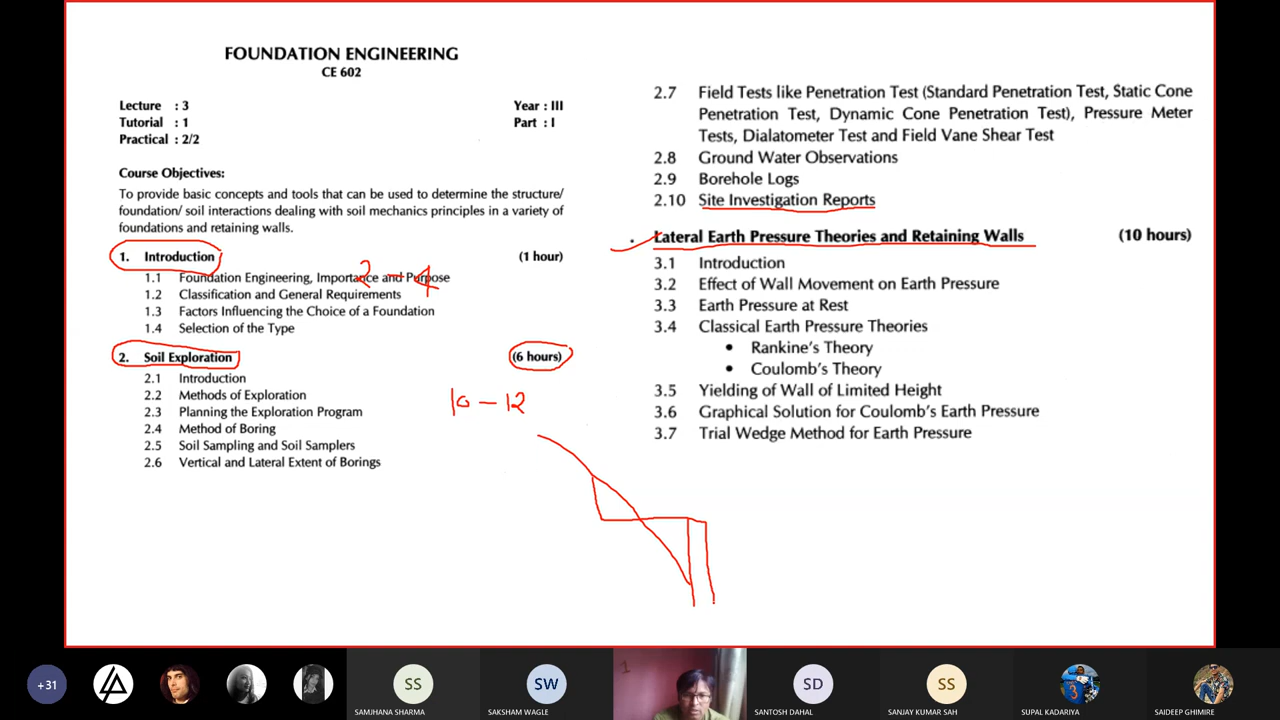 FOUNDATION ENGINEERING
CE 602
Lecture : 3
Year : III
Tutorial : 1
Part : I
Practical : 2/2
Course Objectives:
To provide basic concepts and tools that can be used to determine the structure/
foundation/ soil interactions dealing with soil mechanics principles in a variety of
foundations and retaining walls.
1. Introduction (1 hour)
1.1 Foundation Engineering, Importance and Purpose
2 - 4
1.2 Classification and General Requirements
1.3 Factors Influencing the Choice of a Foundation
1.4 Selection of the Type
2. Soil Exploration (6 hours)
2.1 Introduction
2.2 Methods of Exploration
10 - 12
2.3 Planning the Exploration Program
2.4 Method of Boring
2.5 Soil Sampling and Soil Samplers
2.6 Vertical and Lateral Extent of Borings
2.7 Field Tests like Penetration Test (Standard Penetration Test, Static Cone
Penetration Test, Dynamic Cone Penetration Test), Pressure Meter
Tests, Dialatometer Test and Field Vane Shear Test
2.8 Ground Water Observations
2.9 Borehole Logs
2.10 Site Investigation Reports
. Lateral Earth Pressure Theories and Retaining Walls (10 hours)
3.1 Introduction
3.2 Effect of Wall Movement on Earth Pressure
3.3 Earth Pressure at Rest
3.4 Classical Earth Pressure Theories
• Rankine's Theory
• Coulomb's Theory
3.5 Yielding of Wall of Limited Height
3.6 Graphical Solution for Coulomb's Earth Pressure
3.7 Trial Wedge Method for Earth Pressure
+31
SS
SAMJHANA SHARMA
SW
SAKSHAM WAGLE
1
SD
SANTOSH DAHAL
SS
SANJAY KUMAR SAH
3
SUPAL KADARIYA
SAIDEEP GHIMIRE